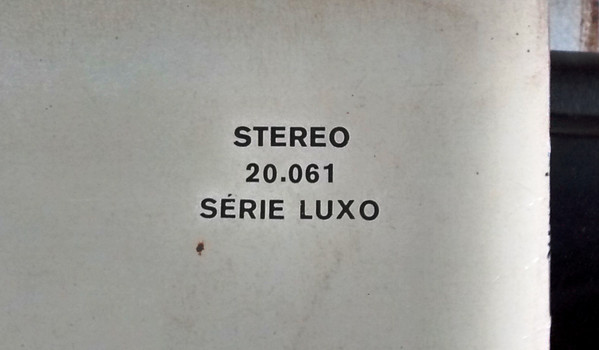 STEREO
20.061
SÉRIE LUXO